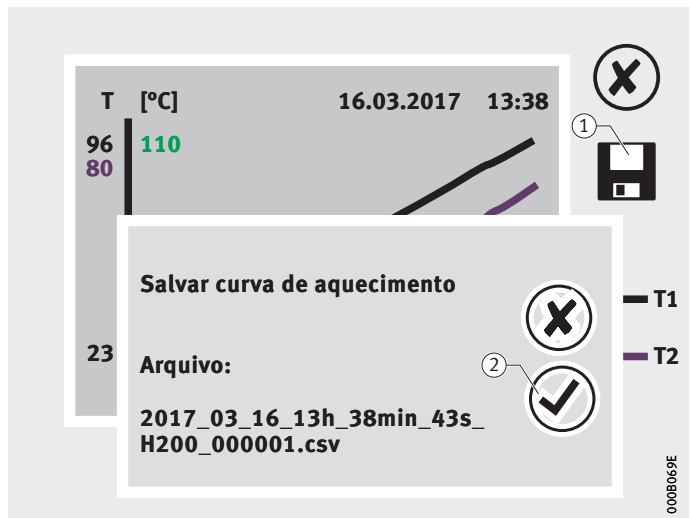 T [ºC] 16.03.2017 13:38
1
96 110
80
Salvar curva de aquecimento
T1
23
Arquivo:
2
T2
2017_03_16_13h_38min_43s_
H200_000001.csv
000B069E